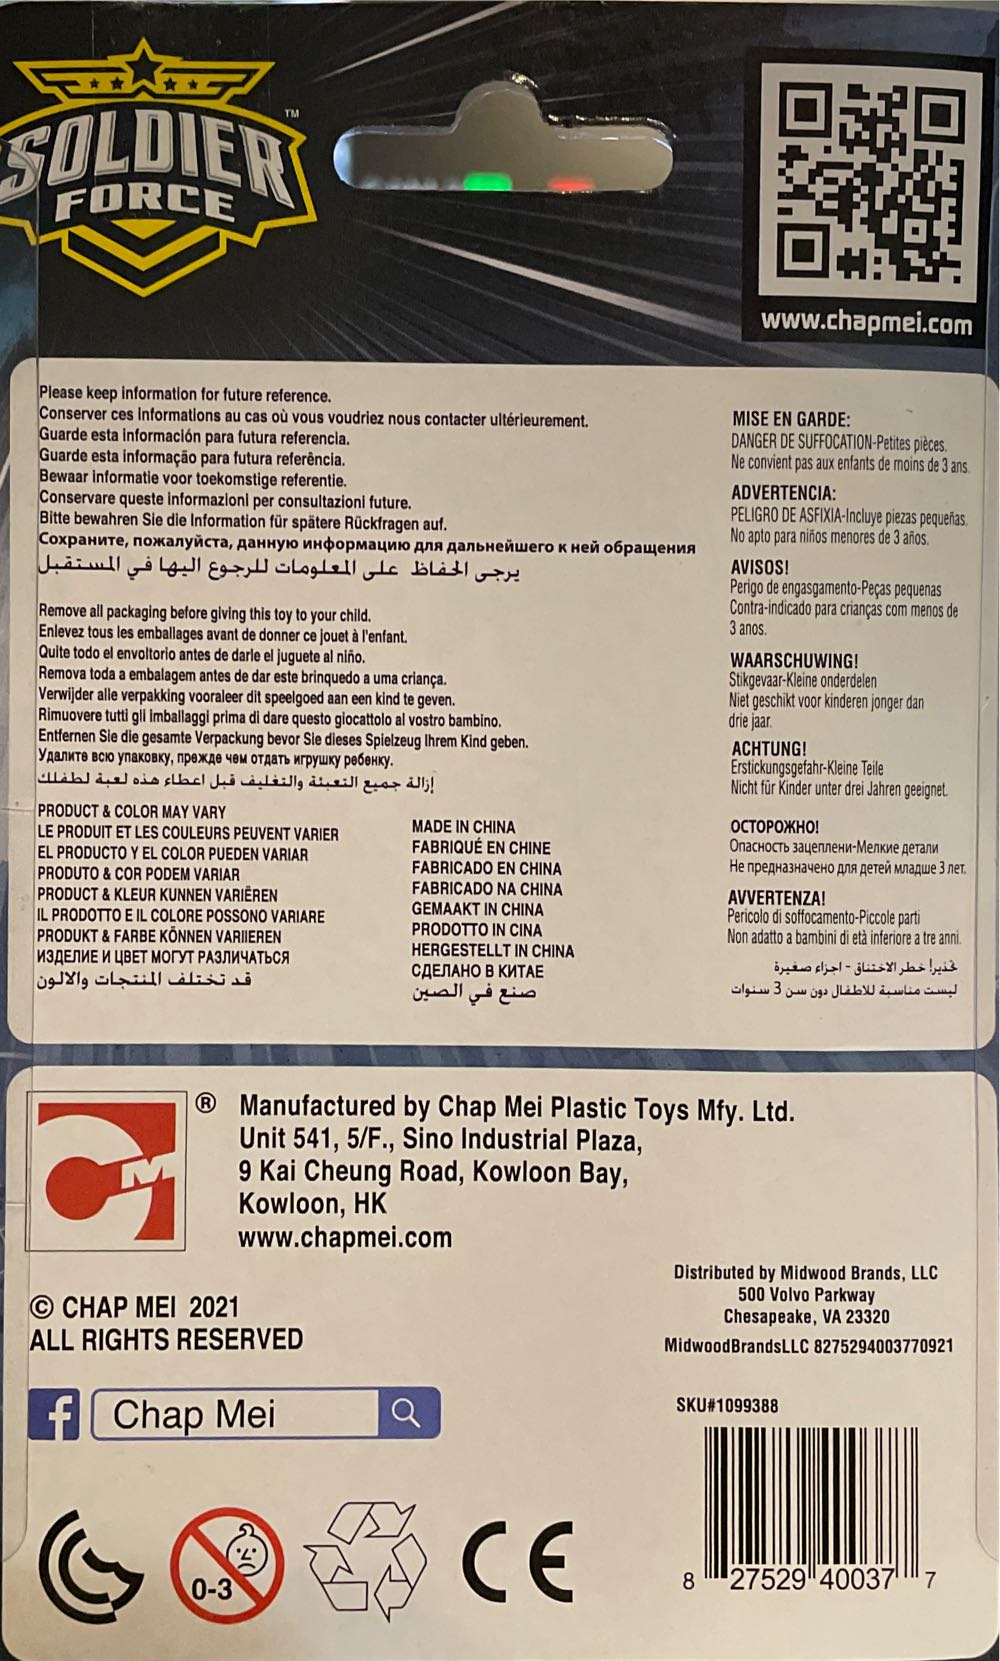 SOLDIER™
FORCE
www.chapmei.com
Please keep information for future reference.
Conserver ces Informations au cas où vous voudriez nous contacter ultérieurement.
Guarde esta información para futura referencia.
Guarde esta informação para futura referência.
Bewaar informatie voor toekomstige referentie.
Conservare queste Informazioni per consultazioni future.
Bitte bewahren Sie die Information für spätere Rückfragen auf.
Сохраните, пожалуйста, данную информацию для дальнейшего к ней обращения
يرجى الحفاظ على المعلومات للرجوع اليها في المستقبل
Remove all packaging before giving this toy to your child.
Enlevez tous les emballages avant de donner ce jouet à l'enfant.
Quite todo el envoltorio antes de darle el juguete al niño.
Remova toda a embalagem antes de dar este brinquedo a uma criança.
Verwijder alle verpakking vooraleer dit speelgoed aan een kind te geven.
Rimuovere tutti gli Imballaggi prima di dare questo giocattolo al vostro bambino.
Entfernen Sie die gesamte Verpackung bevor Sie dieses Spielzeug Ihrem Kind geben.
Удалите всю упаковку, прежде чем отдать игрушку ребенку.
إزالة جميع التعبئة والتغليف قبل اعطاء هذه لعبة لطفلك
PRODUCT & COLOR MAY VARY
LE PRODUIT ET LES COULEURS PEUVENT VARIER
EL PRODUCTO Y EL COLOR PUEDEN VARIAR
PRODUTO & COR PODEM VARIAR
PRODUCT & KLEUR KUNNEN VARIËREN
IL PRODOTTO E IL COLORE POSSONO VARIARE
PRODUKT & FARBE KÖNNEN VARIIEREN
ИЗДЕЛИЕ И ЦВЕТ МОГУТ РАЗЛИЧАТЬСЯ
قد تختلف المنتجات والالون
MADE IN CHINA
FABRIQUÉ EN CHINE
FABRICADO EN CHINA
FABRICADO NA CHINA
GEMAAKT IN CHINA
PRODOTTO IN CINA
HERGESTELLT IN CHINA
СДЕЛАНО В КИТАЕ
صنع في الصين
MISE EN GARDE:
DANGER DE SUFFOCATION-Petites pièces.
Ne convient pas aux enfants de moins de 3 ans.
ADVERTENCIA:
PELIGRO DE ASFIXIA-Incluye piezas pequeñas.
No apto para niños menores de 3 años.
AVISOS!
Perigo de engasgamento-Peças pequenas
Contra-indicado para crianças com menos de
3 anos.
WAARSCHUWING!
Stikgevaar-Kleine onderdelen
Niet geschikt voor kinderen jonger dan
drie jaar.
ACHTUNG!
Erstickungsgefahr-Kleine Teile
Nicht für Kinder unter drei Jahren geeignet.
ОСТОРОЖНО!
Опасность зацеплени-Мелкие детали
Не предназначено для детей младше 3 лет.
AVVERTENZA!
Pericolo di soffocamento-Piccole parti
Non adatto a bambini di età inferiore a tre anni.
تحذير! خطر الاختناق - اجزاء صغيرة
ليست مناسبة للاطفال دون سن 3 سنوات
CM ®
Manufactured by Chap Mei Plastic Toys Mfy. Ltd.
Unit 541, 5/F., Sino Industrial Plaza,
9 Kai Cheung Road, Kowloon Bay,
Kowloon, HK
www.chapmei.com
© CHAP MEI 2021
ALL RIGHTS RESERVED
f Chap Mei
Distributed by Midwood Brands, LLC
500 Volvo Parkway
Chesapeake, VA 23320
MidwoodBrandsLLC 8275294003770921
SKU#1099388
8 27529 40037 7
0-3
CE